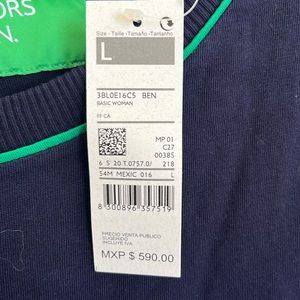 ORS
N.
Size - Taille - Tamaño - Tamanho
L
3BL0E16C5 BEN
BASIC WOMAN
FF CA
MP 01
C27
00385
6 S 20 T.0757.0/ 218
54M MEXIC 016 L
8 300896 357519
PRECIO VENTA PUBLICO
SUGERIDO
INCLUYE IVA
MXP $ 590.00